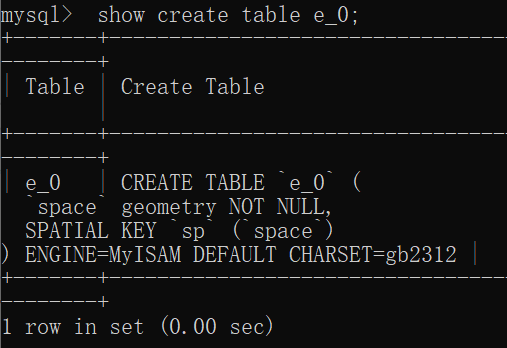 mysql>  show create table e_0;
+-------+---------------------------------
--------+
| Table | Create Table
        |
+-------+---------------------------------
--------+
| e_0   | CREATE TABLE `e_0` (
  `space` geometry NOT NULL,
  SPATIAL KEY `sp` (`space`)
) ENGINE=MyISAM DEFAULT CHARSET=gb2312 |
+-------+---------------------------------
--------+
1 row in set (0.00 sec)